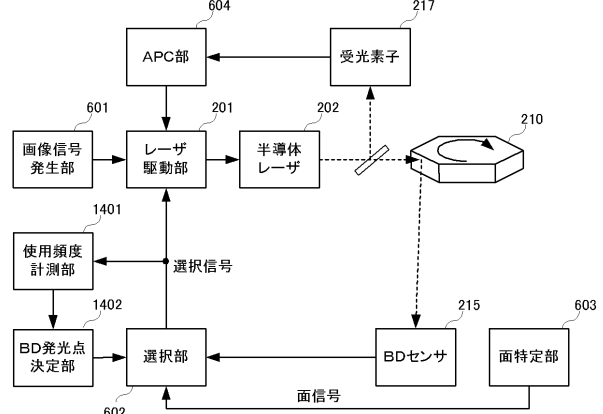 604
217
APC部
受光素子
601
201
202
210
画像信号
発生部
レーザ
駆動部
半導体
レーザ
1401
使用頻度
計測部
選択信号
1402
215
603
BD発光点
決定部
選択部
BDセンサ
面特定部
602
面信号